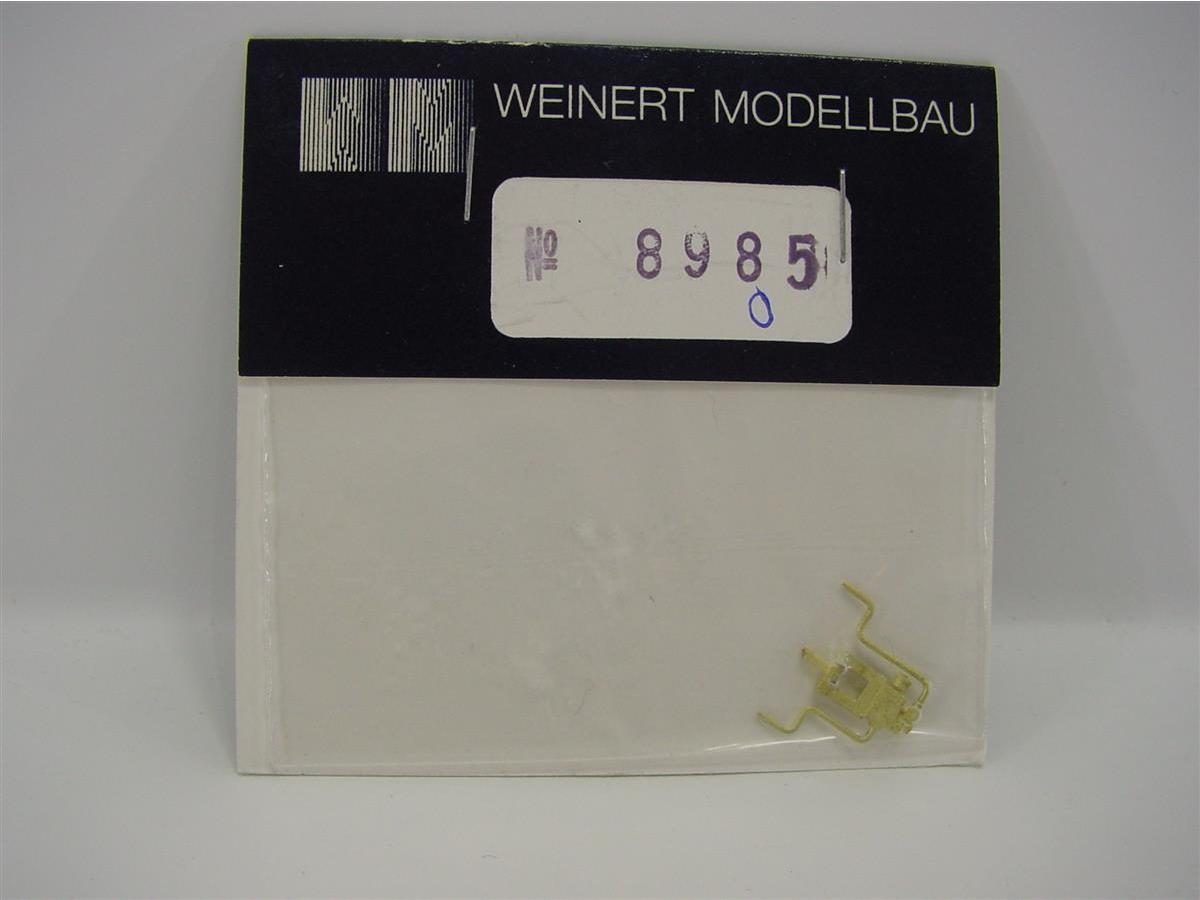 WEINERT MODELLBAU
No 8985
0